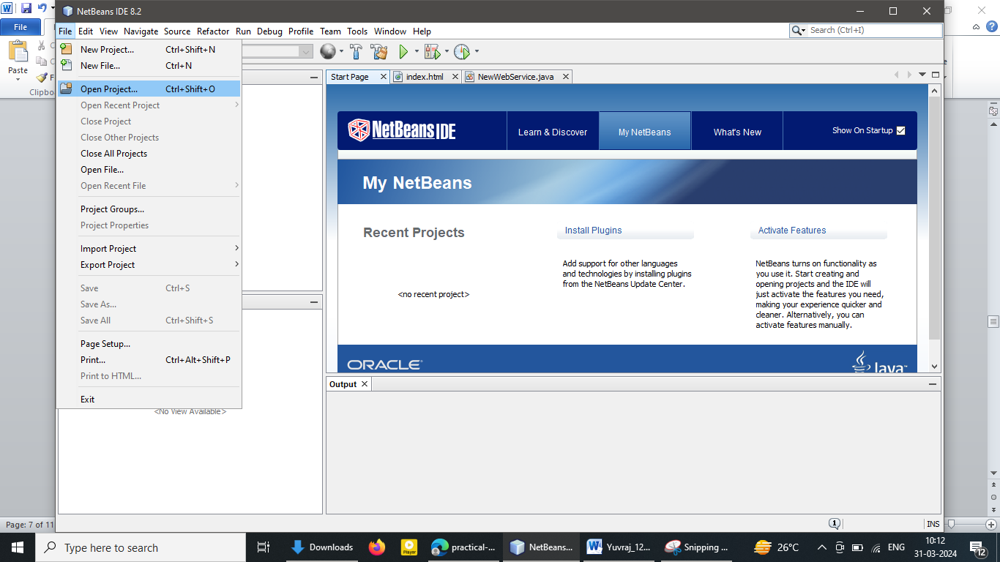 NetBeans IDE 8.2
File
File Edit View Navigate Source Refactor Run Debug Profile Team Tools Window Help
Search (Ctrl+I)
Paste
Clipbo
New Project... Ctrl+Shift+N
New File... Ctrl+N
Open Project... Ctrl+Shift+O
Open Recent Project
Close Project
Close Other Projects
Close All Projects
Open File...
Open Recent File
Project Groups...
Project Properties
Import Project
Export Project
Save Ctrl+S
Save As...
Save All Ctrl+Shift+S
Page Setup...
Print... Ctrl+Alt+Shift+P
Print to HTML...
Exit
<No View Available>
Start Page index.html NewWebService.java
NetBeans IDE
Learn & Discover My NetBeans What's New Show On Startup
My NetBeans
Recent Projects
<no recent project>
Install Plugins
Add support for other languages
and technologies by installing plugins
from the NetBeans Update Center.
Activate Features
NetBeans turns on functionality as
you use it. Start creating and
opening projects and the IDE will
just activate the features you need,
making your experience quicker and
cleaner. Alternatively, you can
activate features manually.
ORACLE
Java
Output
1
INS
Page: 7 of 11
Type here to search
Downloads
practical-...
NetBeans...
Yuvraj_12...
Snipping ...
26°C
ENG
10:12
31-03-2024
12